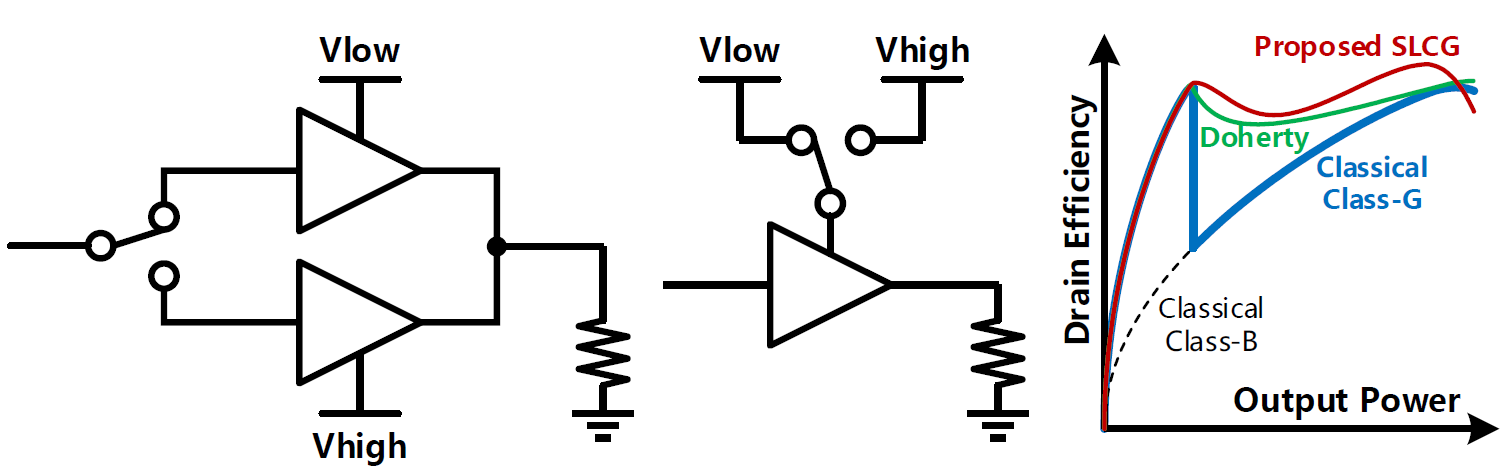 Vlow
Vhigh
Vlow
Vhigh
Proposed SLCG
Doherty
Classical
Class-G
Classical
Class-B
Drain Efficiency
Output Power